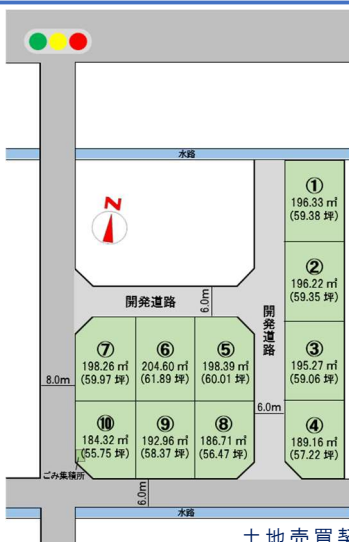 水路
①
196.33 ㎡
(59.38 坪)
②
196.22 ㎡
(59.35 坪)
N
開発道路
6.0m
開発道路
⑦
198.26 ㎡
(59.97 坪)
⑥
204.60 ㎡
(61.89 坪)
⑤
198.39 ㎡
(60.01 坪)
③
195.27 ㎡
(59.06 坪)
8.0m
6.0m
⑩
184.32 ㎡
(55.75 坪)
⑨
192.96 ㎡
(58.37 坪)
⑧
186.71 ㎡
(56.47 坪)
④
189.16 ㎡
(57.22 坪)
ごみ集積所
6.0m
水路
土地売買契